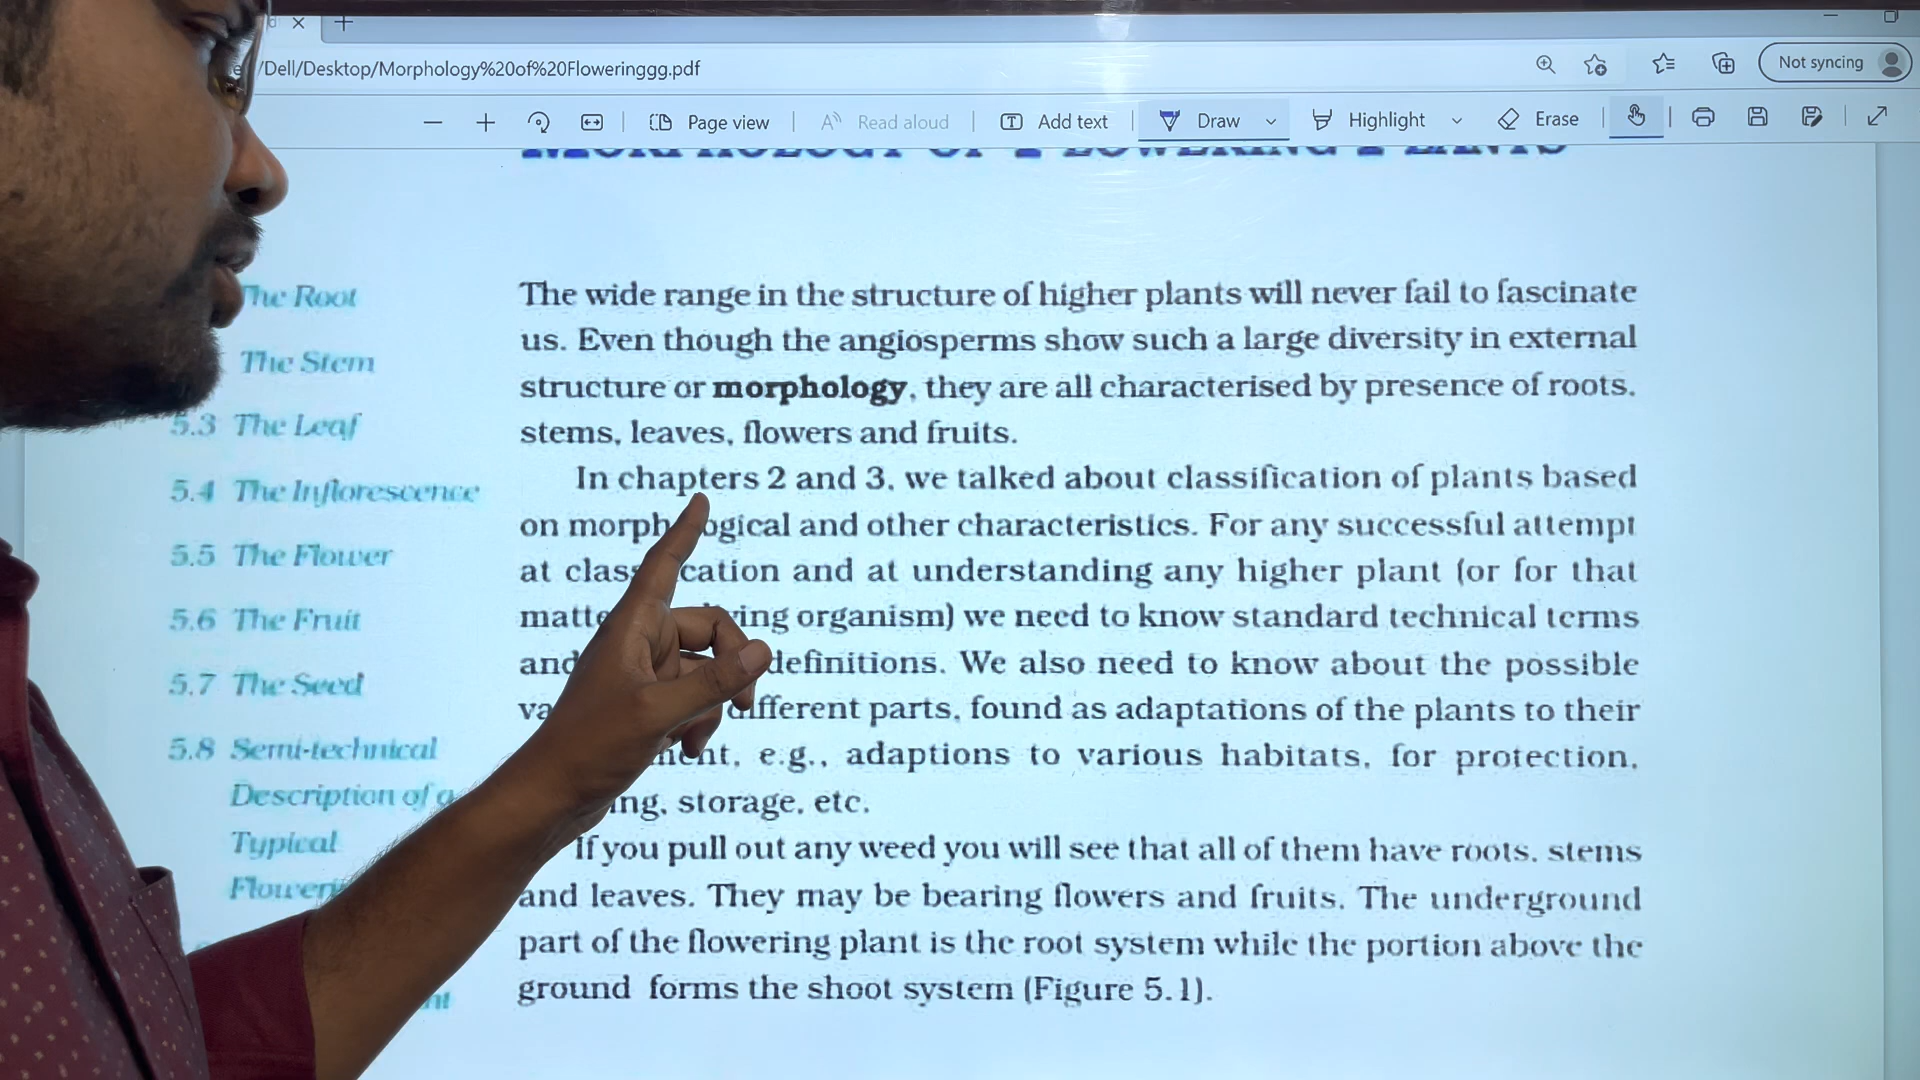 /Dell/Desktop/Morphology%20of%20Floweringgg.pdf
Not syncing
Page view
Read aloud
Add text
Draw
Highlight
Erase
MORPHOLOGY OF FLOWERING PLANTS
The Root
The Stem
5.3 The Leaf
5.4 The Inflorescence
5.5 The Flower
5.6 The Fruit
5.7 The Seed
5.8 Semi-technical
Description of a
Typical
The wide range in the structure of higher plants will never fail to fascinate
us. Even though the angiosperms show such a large diversity in external
structure or morphology, they are all characterised by presence of roots,
stems, leaves, flowers and fruits.
In chapters 2 and 3, we talked about classification of plants based
on and other characteristics. For any successful attempt
at and at understanding any higher plant (or for that
organism) we need to know standard technical terms
and definitions. We also need to know about the possible
different parts, found as adaptations of the plants to their
e.g., adaptions to various habitats, for protection,
storage, etc.
If you pull out any weed you will see that all of them have roots, stems
and leaves. They may be bearing flowers and fruits. The underground
part of the flowering plant is the root system while the portion above the
ground forms the shoot system (Figure 5.1).